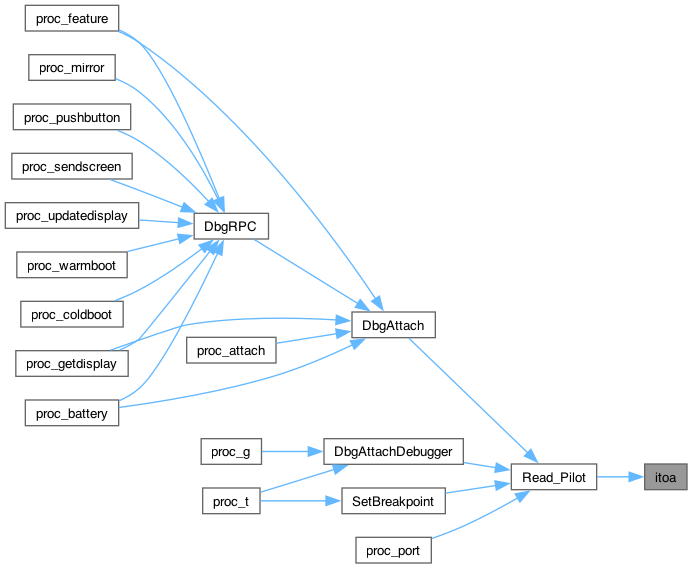 proc_feature
proc_mirror
proc_pushbutton
proc_sendscreen
proc_updatedisplay
DbgRPC
proc_warmboot
proc_coldboot
DbgAttach
proc_attach
proc_getdisplay
proc_battery
proc_g
DbgAttachDebugger
Read_Pilot
itoa
proc_t
SetBreakpoint
proc_port